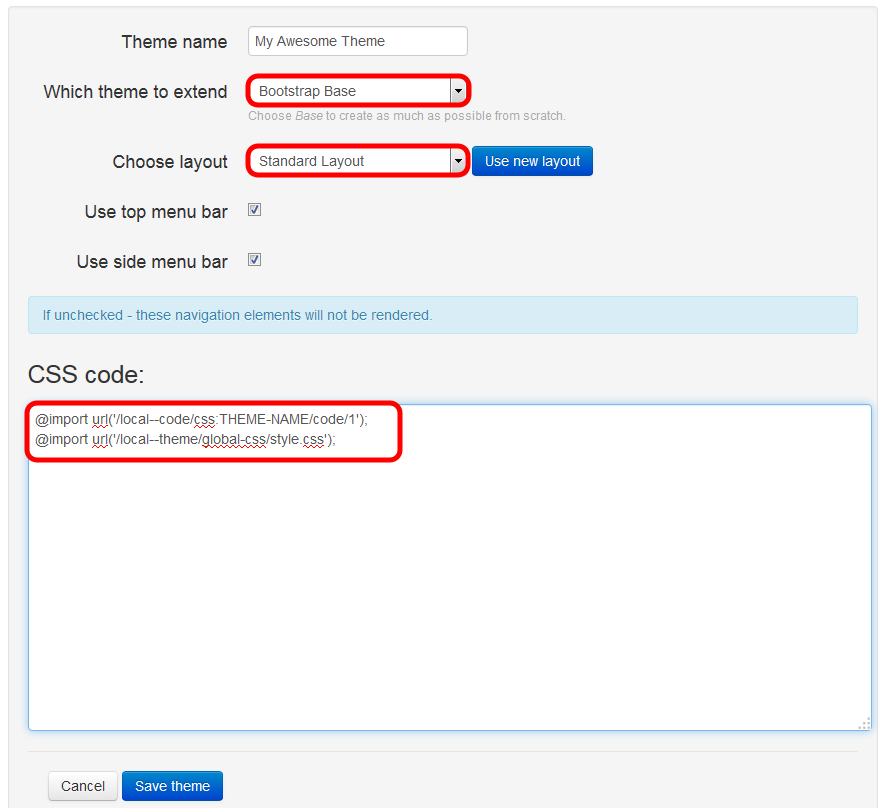 Theme name My Awesome Theme
Which theme to extend Bootstrap Base
Choose Base to create as much as possible from scratch.
Choose layout Standard Layout Use new layout
Use top menu bar
Use side menu bar
If unchecked - these navigation elements will not be rendered.
CSS code:
@import url('/local--code/css:THEME-NAME/code/1');
@import url('/local--theme/global-css/style.css');
Cancel Save theme